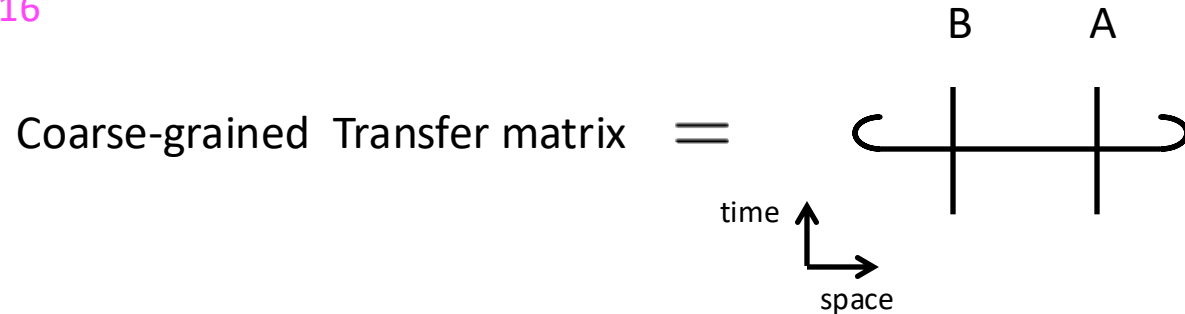 16
B A
Coarse-grained Transfer matrix =
time
space